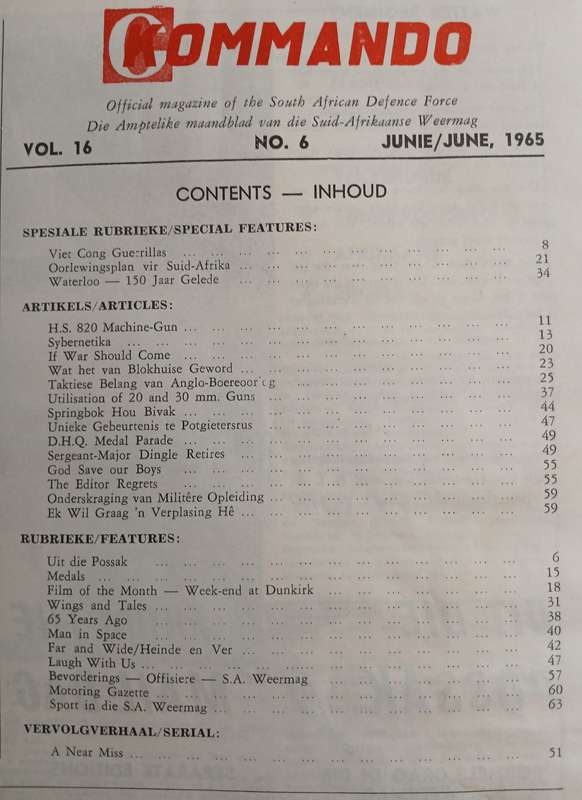 KOMMANDO
Official magazine of the South African Defence Force
Die Amptelike maandblad van die Suid-Afrikaanse Weermag
VOL. 16 NO. 6 JUNIE/JUNE, 1965
CONTENTS — INHOUD
SPESIALE RUBRIEKE/SPECIAL FEATURES:
Viet Cong Guerrillas ... 8
Oorlewingsplan vir Suid-Afrika ... 21
Waterloo — 150 Jaar Gelede ... 34
ARTIKELS/ARTICLES:
H.S. 820 Machine-Gun ... 11
Sybernetika ... 13
If War Should Come ... 20
Wat het van Blokhuise Geword ... 23
Taktiese Belang van Anglo-Boereoorlog ... 25
Utilisation of 20 and 30 mm. Guns ... 37
Springbok Hou Bivak ... 44
Unieke Gebeurtenis te Potgietersrus ... 47
D.H.Q. Medal Parade ... 49
Sergeant-Major Dingle Retires ... 49
God Save our Boys ... 55
The Editor Regrets ... 55
Onderskraging van Militêre Opleiding ... 59
Ek Wil Graag 'n Verplasing Hê ... 59
RUBRIEKE/FEATURES:
Uit die Possak ... 6
Medals ... 15
Film of the Month — Week-end at Dunkirk ... 18
Wings and Tales ... 31
65 Years Ago ... 38
Man in Space ... 40
Far and Wide/Heinde en Ver ... 42
Laugh With Us ... 47
Bevorderings — Offisiere — S.A. Weermag ... 57
Motoring Gazette ... 60
Sport in die S.A. Weermag ... 63
VERVOLGVERHAAL/SERIAL:
A Near Miss ... 51